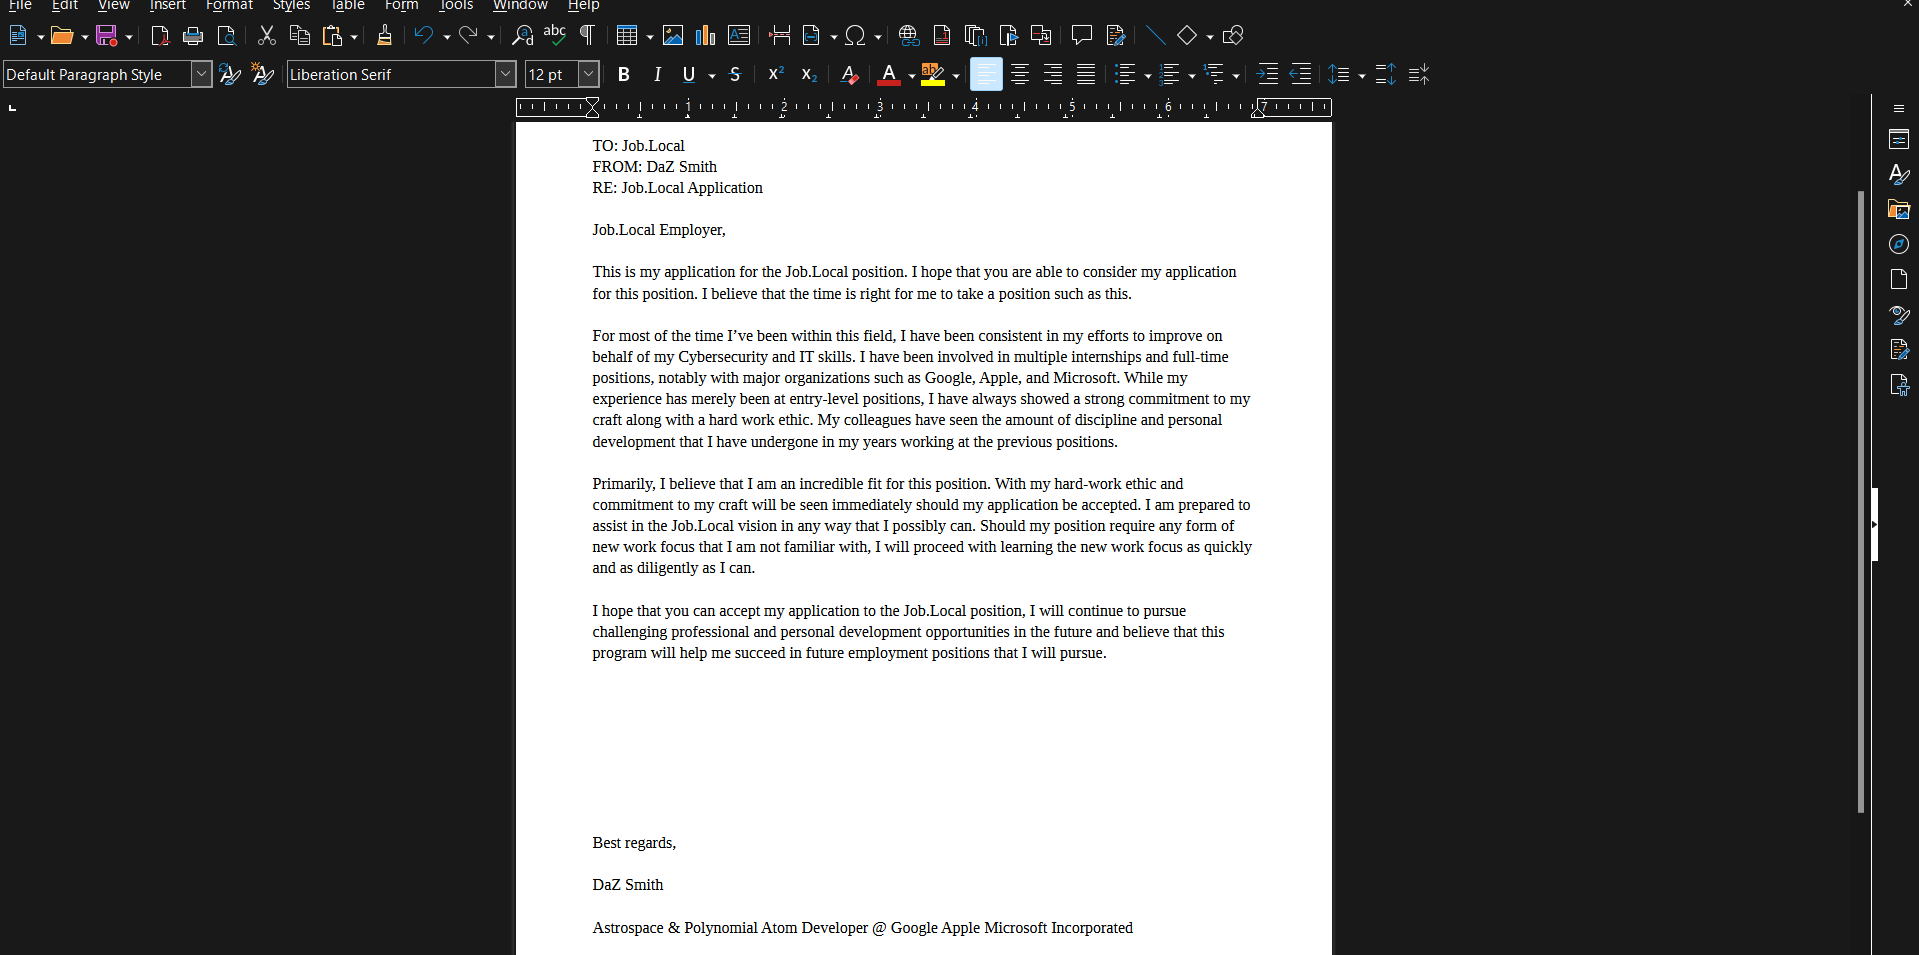 File Edit View Insert Format Styles Table Form Tools Window Help
Default Paragraph Style Liberation Serif 12 pt
1 2 3 4 5 6 7
TO: Job.Local
FROM: DaZ Smith
RE: Job.Local Application
Job.Local Employer,
This is my application for the Job.Local position. I hope that you are able to consider my application
for this position. I believe that the time is right for me to take a position such as this.
For most of the time I’ve been within this field, I have been consistent in my efforts to improve on
behalf of my Cybersecurity and IT skills. I have been involved in multiple internships and full-time
positions, notably with major organizations such as Google, Apple, and Microsoft. While my
experience has merely been at entry-level positions, I have always showed a strong commitment to my
craft along with a hard work ethic. My colleagues have seen the amount of discipline and personal
development that I have undergone in my years working at the previous positions.
Primarily, I believe that I am an incredible fit for this position. With my hard-work ethic and
commitment to my craft will be seen immediately should my application be accepted. I am prepared to
assist in the Job.Local vision in any way that I possibly can. Should my position require any form of
new work focus that I am not familiar with, I will proceed with learning the new work focus as quickly
and as diligently as I can.
I hope that you can accept my application to the Job.Local position, I will continue to pursue
challenging professional and personal development opportunities in the future and believe that this
program will help me succeed in future employment positions that I will pursue.
Best regards,
DaZ Smith
Astrospace & Polynomial Atom Developer @ Google Apple Microsoft Incorporated